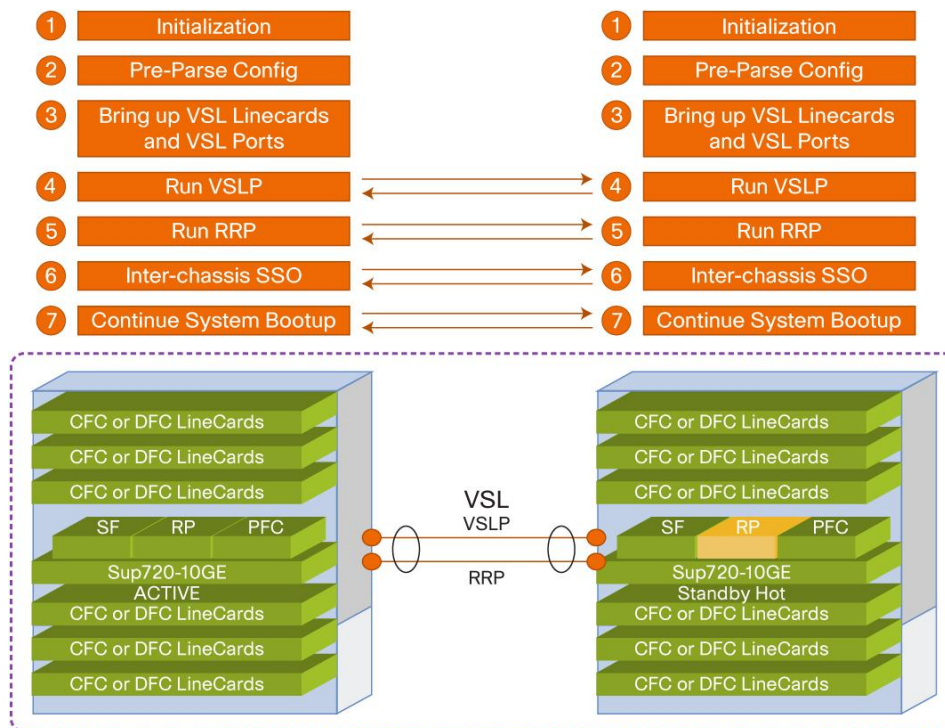 1 Initialization
2 Pre-Parse Config
3 Bring up VSL Linecards
and VSL Ports
4 Run VSLP
5 Run RRP
6 Inter-chassis SSO
7 Continue System Bootup
1 Initialization
2 Pre-Parse Config
3 Bring up VSL Linecards
and VSL Ports
4 Run VSLP
5 Run RRP
6 Inter-chassis SSO
7 Continue System Bootup
CFC or DFC LineCards
CFC or DFC LineCards
CFC or DFC LineCards
SF RP PFC
Sup720-10GE
ACTIVE
CFC or DFC LineCards
CFC or DFC LineCards
CFC or DFC LineCards
VSL
VSLP
RRP
CFC or DFC LineCards
CFC or DFC LineCards
CFC or DFC LineCards
SF RP PFC
Sup720-10GE
Standby Hot
CFC or DFC LineCards
CFC or DFC LineCards
CFC or DFC LineCards